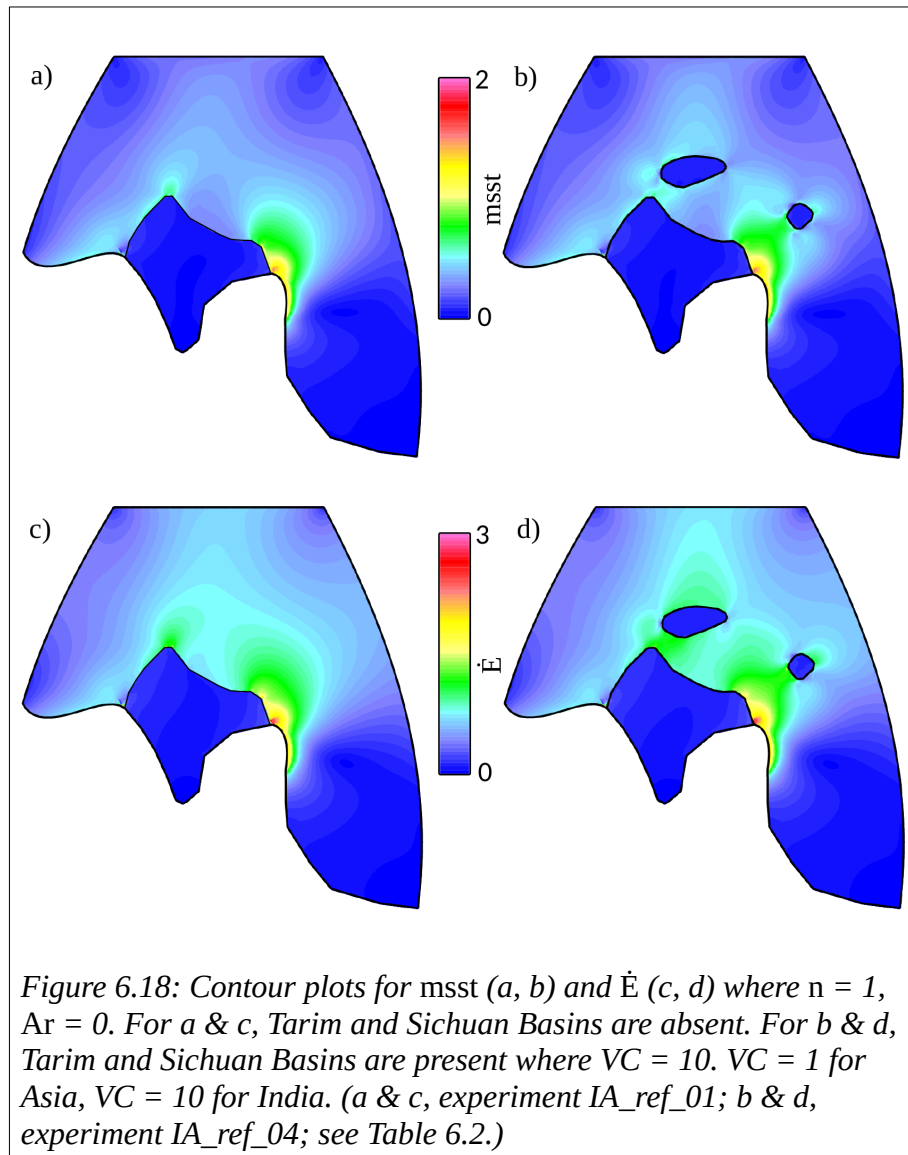 a)
2
msst
0
b)
c)
3
Ė
0
d)
Figure 6.18: Contour plots for msst (a, b) and Ė (c, d) where n = 1,
Ar = 0. For a & c, Tarim and Sichuan Basins are absent. For b & d,
Tarim and Sichuan Basins are present where VC = 10. VC = 1 for
Asia, VC = 10 for India. (a & c, experiment IA_ref_01; b & d,
experiment IA_ref_04; see Table 6.2.)